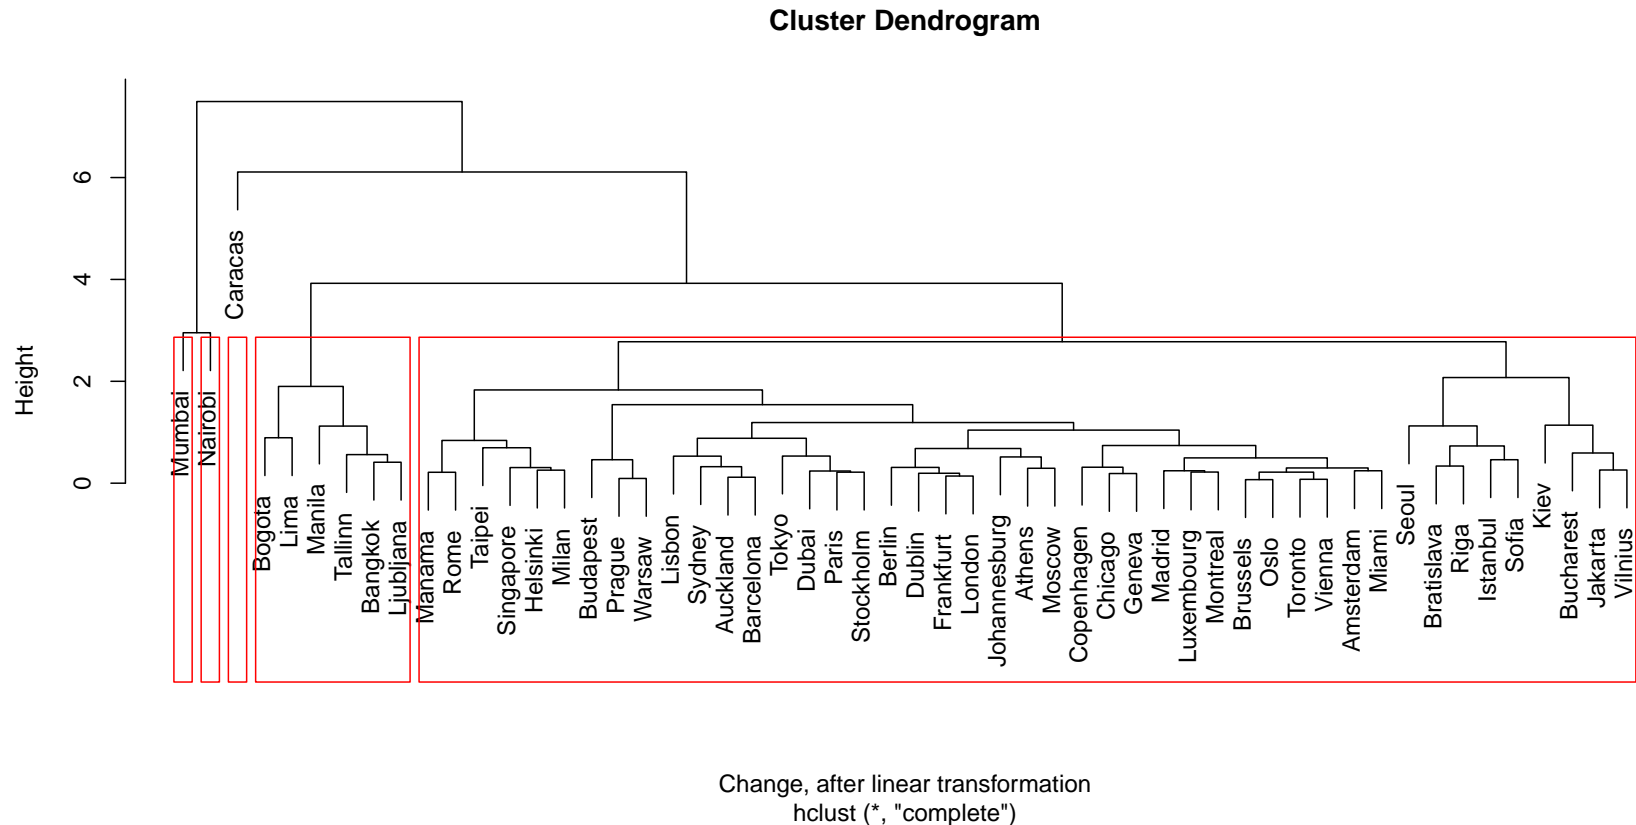 Cluster Dendrogram
Height
6
4
2
0
Mumbai
Nairobi
Caracas
Bogota
Lima
Manila
Tallinn
Bangkok
Ljubljana
Manama
Rome
Taipei
Singapore
Helsinki
Milan
Budapest
Prague
Warsaw
Lisbon
Sydney
Auckland
Barcelona
Tokyo
Dubai
Paris
Stockholm
Berlin
Dublin
Frankfurt
London
Johannesburg
Athens
Moscow
Copenhagen
Chicago
Geneva
Madrid
Luxembourg
Montreal
Brussels
Oslo
Toronto
Vienna
Amsterdam
Miami
Seoul
Bratislava
Riga
Istanbul
Sofia
Kiev
Bucharest
Jakarta
Vilnius
Change, after linear transformation
hclust (*, "complete")